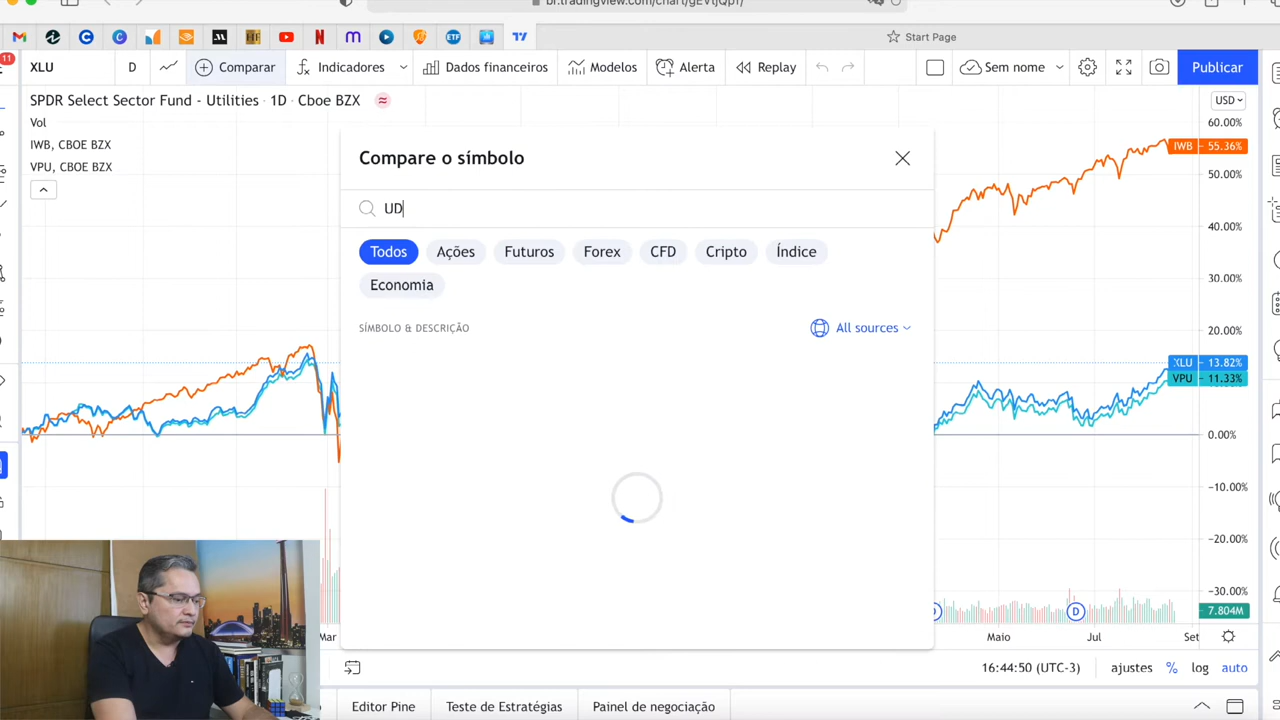 br.tradingview.com/chart/gEVtjQpT/
Start Page
11
XLU
D
Comparar
Indicadores
Dados financeiros
Modelos
Alerta
Replay
Sem nome
Publicar
SPDR Select Sector Fund - Utilities · 1D · Cboe BZX
USD
Vol
IWB, CBOE BZX
VPU, CBOE BZX
Compare o símbolo
UD
Todos
Ações
Futuros
Forex
CFD
Cripto
Índice
Economia
SÍMBOLO & DESCRIÇÃO
All sources
60.00%
IWB 55.36%
50.00%
40.00%
30.00%
20.00%
XLU 13.82%
VPU 11.33%
0.00%
−10.00%
−20.00%
−30.00%
7.804M
D
D
Mar
Maio
Jul
Set
16:44:50 (UTC-3)
ajustes
%
log
auto
Editor Pine
Teste de Estratégias
Painel de negociação